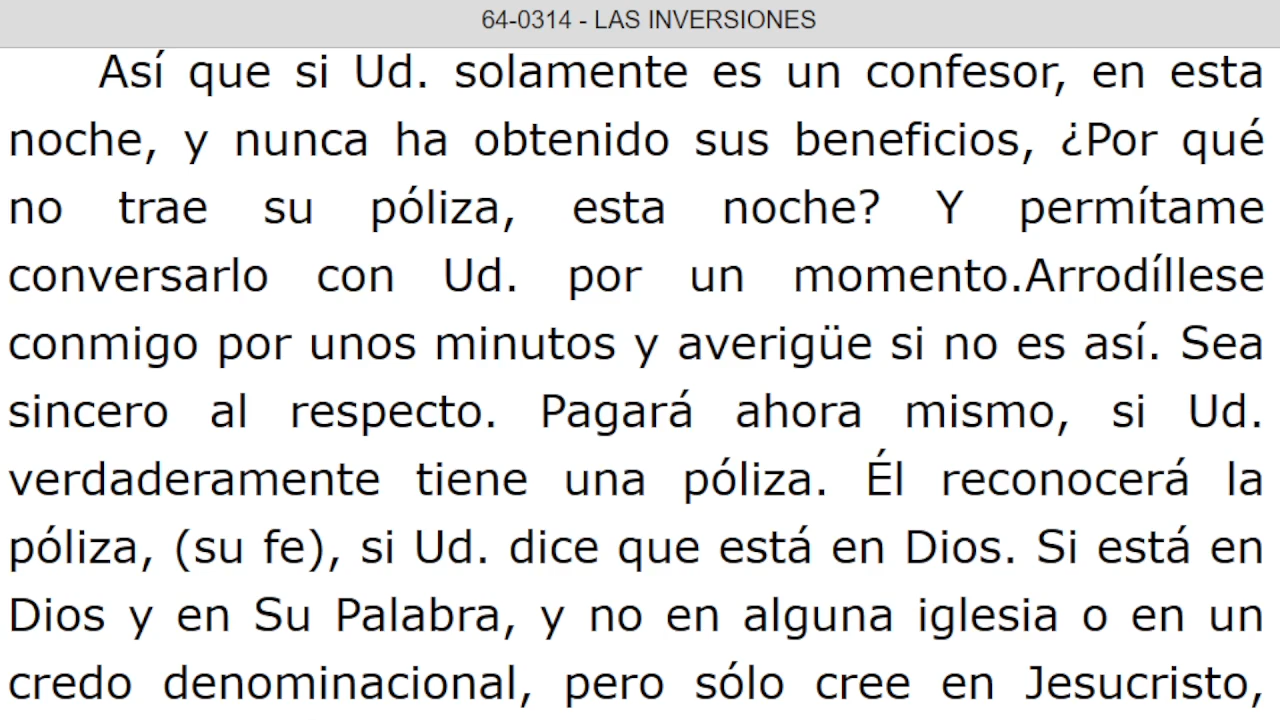 64-0314 - LAS INVERSIONES
Así que si Ud. solamente es un confesor, en esta
noche, y nunca ha obtenido sus beneficios, ¿Por qué
no trae su póliza, esta noche? Y permítame
conversarlo con Ud. por un momento.Arrodíllese
conmigo por unos minutos y averigüe si no es así. Sea
sincero al respecto. Pagará ahora mismo, si Ud.
verdaderamente tiene una póliza. Él reconocerá la
póliza, (su fe), si Ud. dice que está en Dios. Si está en
Dios y en Su Palabra, y no en alguna iglesia o en un
credo denominacional, pero sólo cree en Jesucristo,